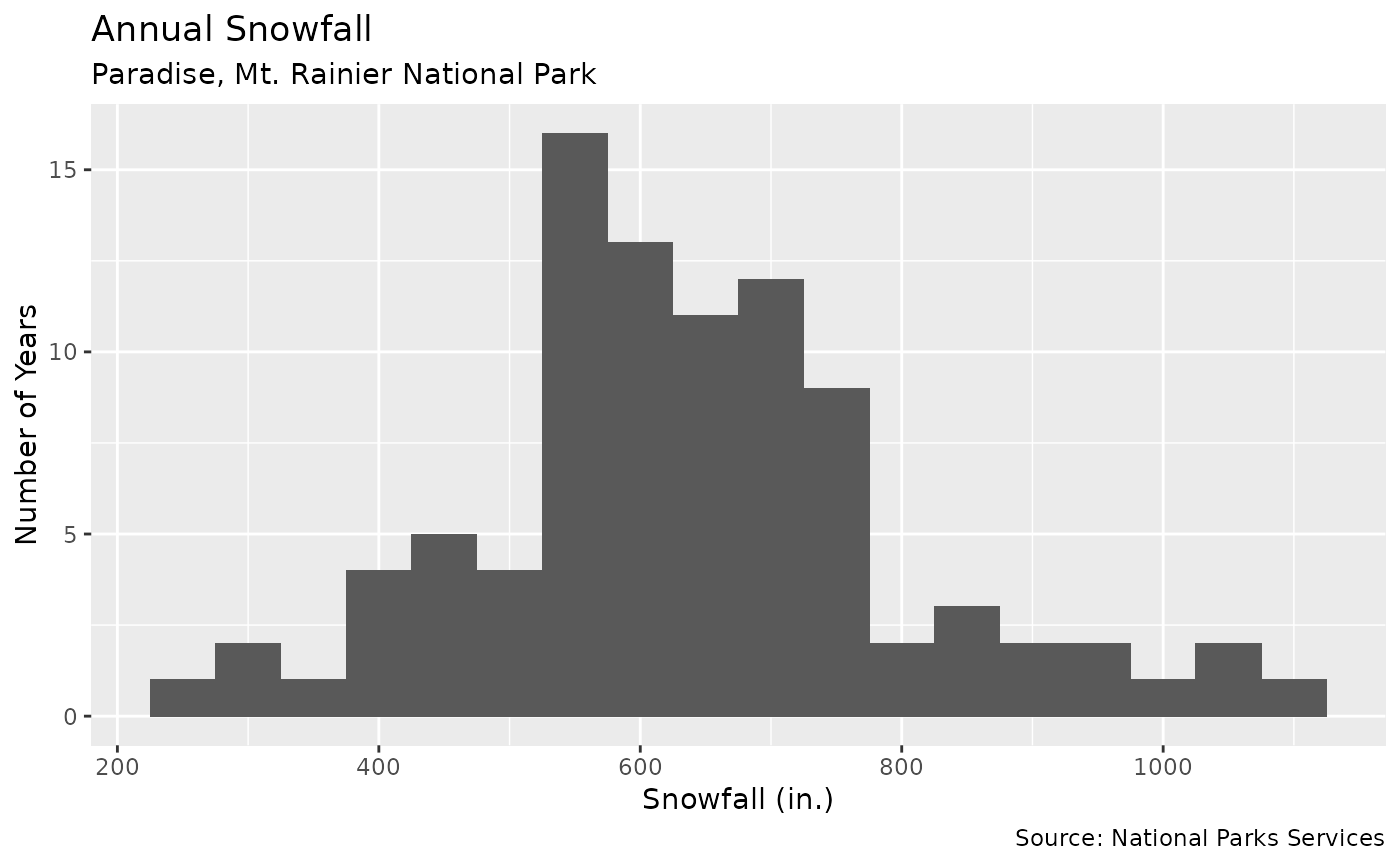 Annual Snowfall
Paradise, Mt. Rainier National Park
Number of Years
15
10
5
0
200 400 600 800 1000
Snowfall (in.)
Source: National Parks Services